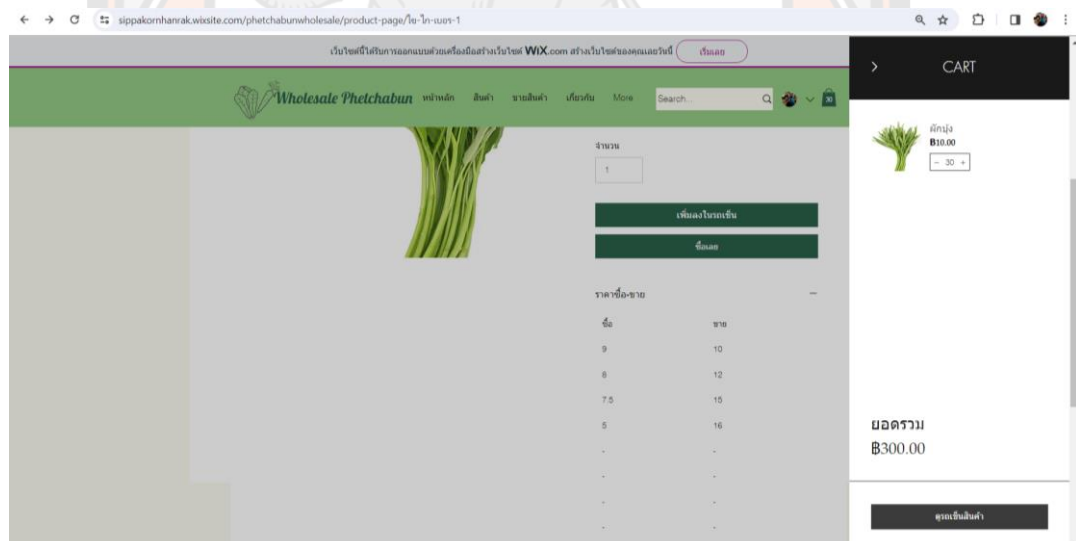 sippakornhanrak.wixsite.com/phetchabunwholesale/product-page/ไข-ไก-เบอร-1
เว็บไซต์นี้ได้รับการออกแบบด้วยเครื่องมือสร้างเว็บไซต์ WiX.com สร้างเว็บไซต์ของคุณเลยวันนี้ เริ่มเลย
CART
Wholesale Phetchabun หน้าหลัก สินค้า ขายสินค้า เกี่ยวกับ More Search... 30
ผักบุ้ง
฿10.00
- 30 +
จำนวน
1
เพิ่มลงในรถเข็น
ซื้อเลย
ราคาซื้อ-ขาย −
ซื้อ ขาย
9 10
8 12
7.5 15
5 16
- -
- -
- -
- -
ยอดรวม
฿300.00
ดูรถเข็นสินค้า